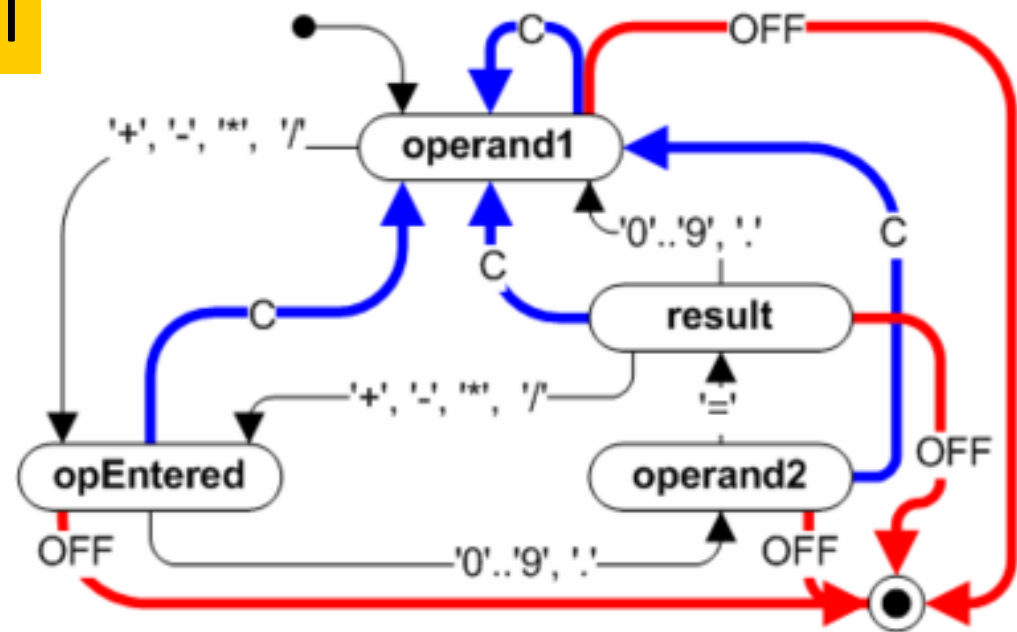 C
OFF
'+', '-', '*', '/'
operand1
'0'..'9', '.'
C
C
C
result
'+', '-', '*', '/'
'='
OFF
opEntered
operand2
OFF
'0'..'9', '.'
OFF